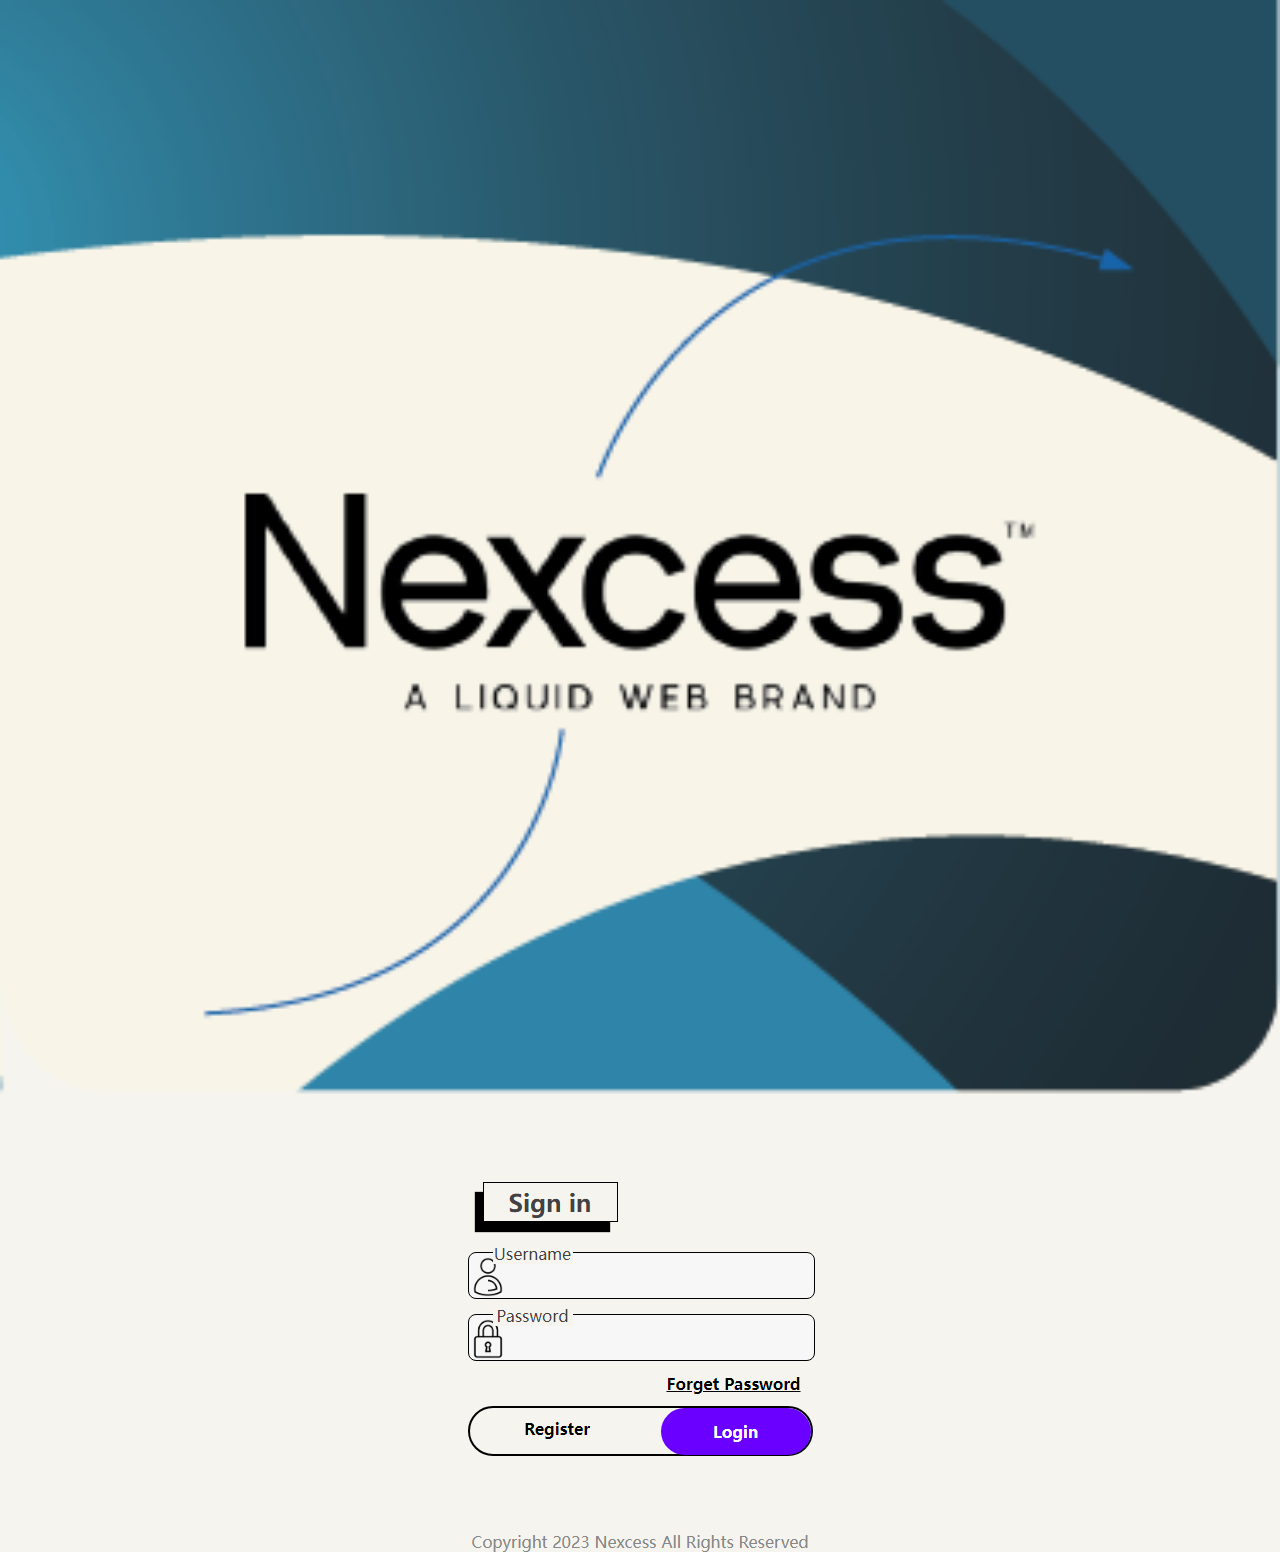 Nexcess™
A LIQUID WEB BRAND
Sign in
Username
Password
Forget Password
Register
Login
Copyright 2023 Nexcess All Rights Reserved